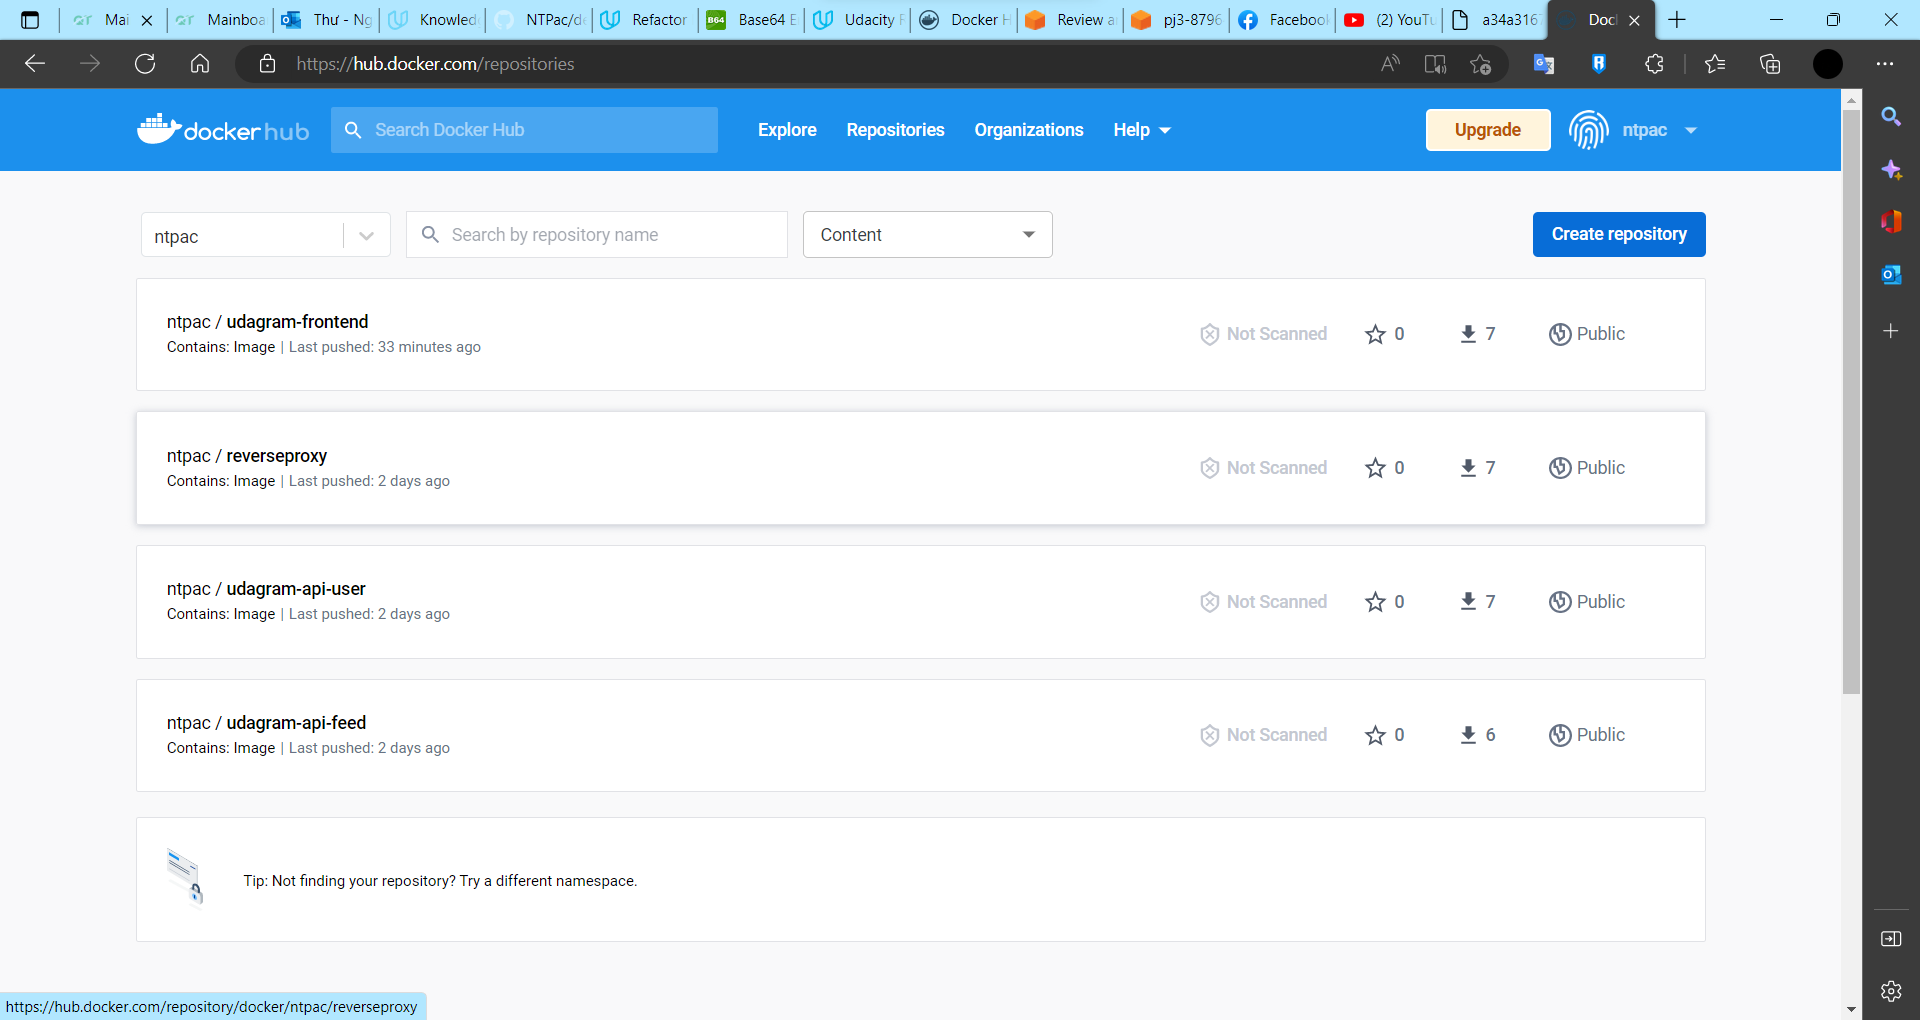 Mai
Mainboa
Thư - Ng
Knowled
NTPac/de
Refactor
B64
Base64 E
Udacity R
Docker H
Review a
pj3-8796
Facebook
(2) YouTu
a34a316
Doc
https://hub.docker.com/repositories
docker hub
Search Docker Hub
Explore
Repositories
Organizations
Help
Upgrade
ntpac
ntpac
Search by repository name
Content
Create repository
ntpac / udagram-frontend
Contains: Image | Last pushed: 33 minutes ago
Not Scanned
0
7
Public
ntpac / reverseproxy
Contains: Image | Last pushed: 2 days ago
Not Scanned
0
7
Public
ntpac / udagram-api-user
Contains: Image | Last pushed: 2 days ago
Not Scanned
0
7
Public
ntpac / udagram-api-feed
Contains: Image | Last pushed: 2 days ago
Not Scanned
0
6
Public
Tip: Not finding your repository? Try a different namespace.
https://hub.docker.com/repository/docker/ntpac/reverseproxy